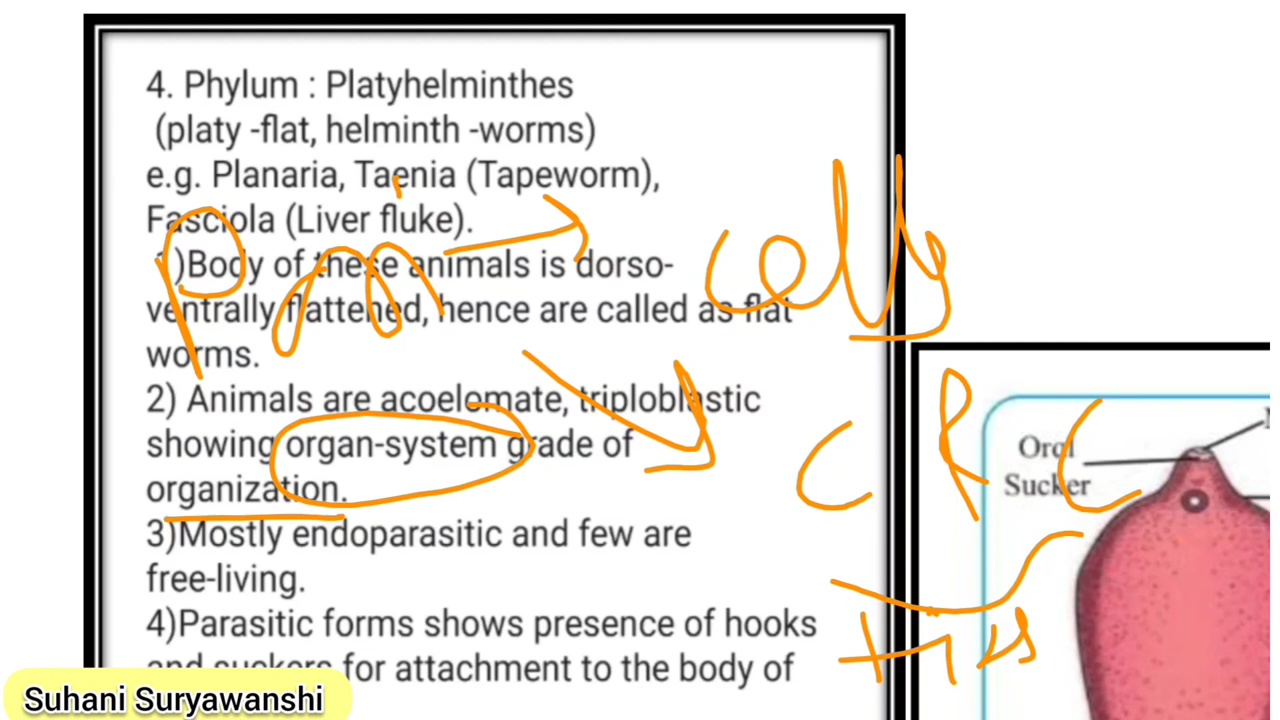 4. Phylum : Platyhelminthes
(platy -flat, helminth -worms)
e.g. Planaria, Taenia (Tapeworm),
Fasciola (Liver fluke).
1)Body of these animals is dorso-
ventrally flattened, hence are called as flat
worms.
2) Animals are acoelomate, triploblastic
showing organ-system grade of
organization.
3)Mostly endoparasitic and few are
free-living.
4)Parasitic forms shows presence of hooks
and suckers for attachment to the body of
cells
C R C
Oral
Sucker
Suhani Suryawanshi